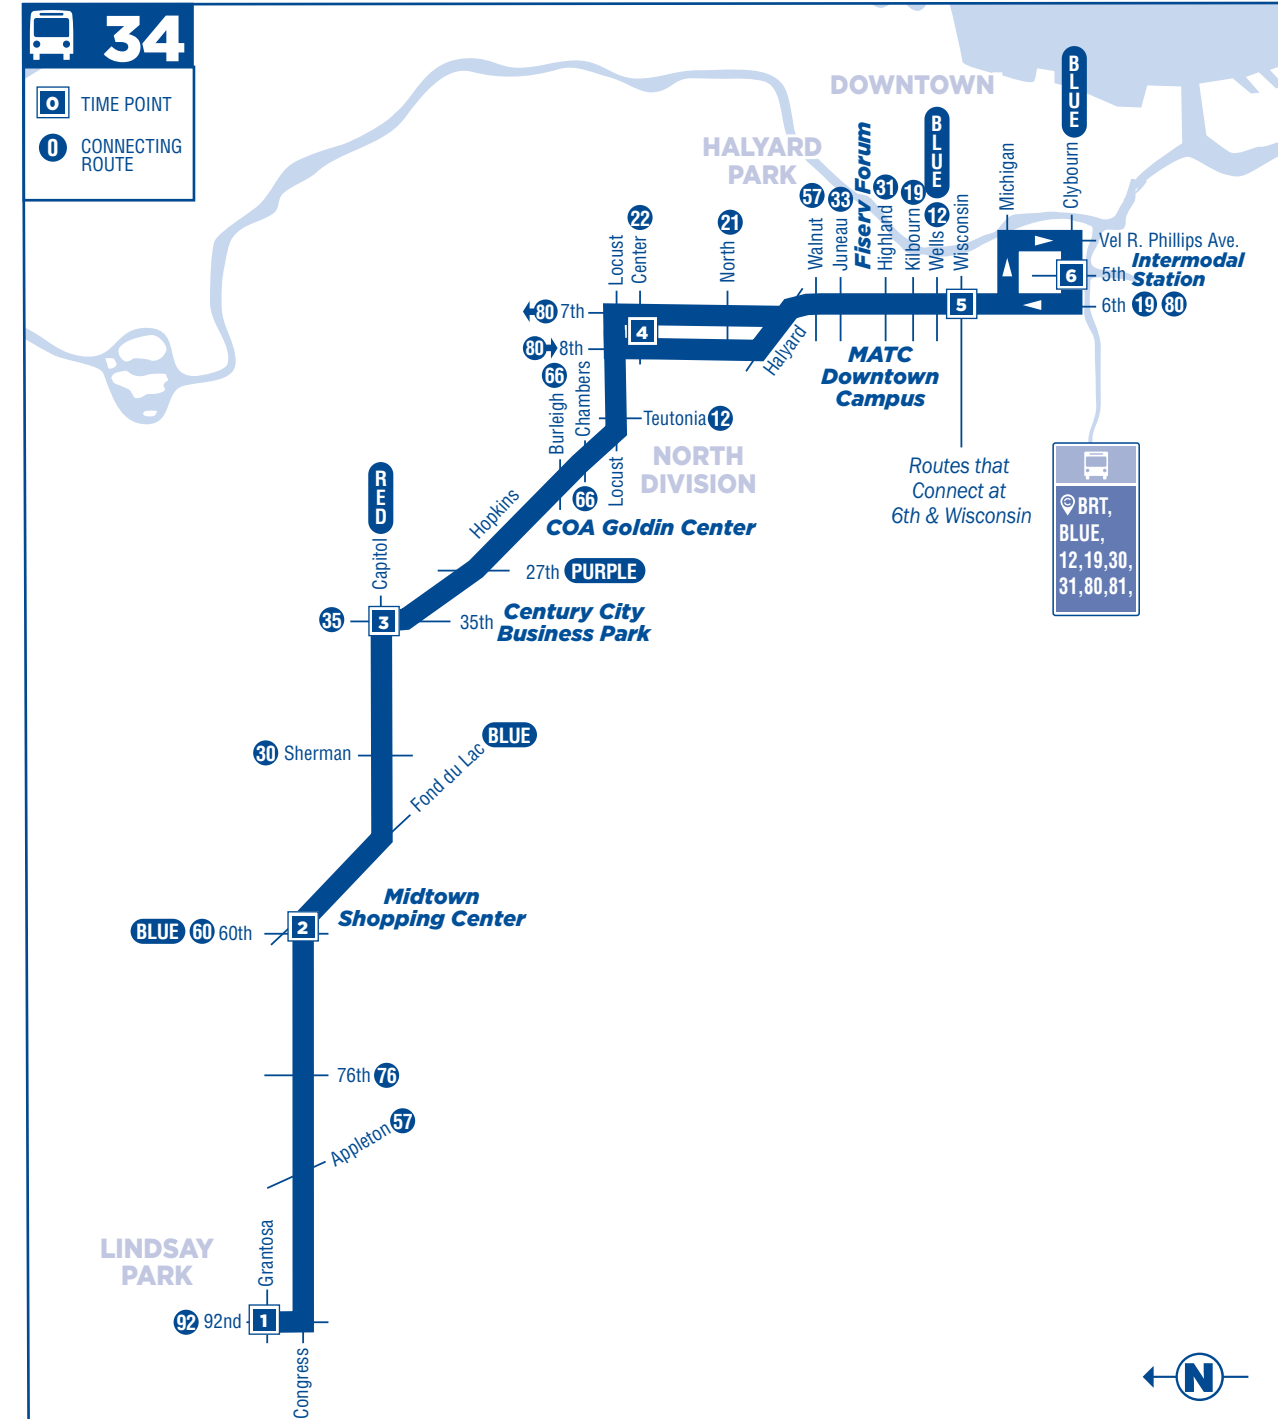 34
0 TIME POINT
0 CONNECTING
ROUTE
DOWNTOWN
HALYARD
PARK
BLUE
BLUE
Michigan
Clybourn
57
Walnut
33
Juneau
Fiserv Forum
31
Highland
19
Kilbourn
12
Wells
Wisconsin
Vel R. Phillips Ave.
Intermodal
Station
5th
6
6th 19 80
5
Locust
22
Center
21
North
80 7th
80 8th
4
Halyard
MATC
Downtown
Campus
66
Burleigh
Chambers
66
Teutonia 12
Locust
NORTH
DIVISION
Routes that
Connect at
6th & Wisconsin
© BRT,
BLUE,
12,19,30,
31,80,81,
RED
Capitol
Hopkins
COA Goldin Center
27th PURPLE
35
3
35th
Century City
Business Park
30 Sherman
Fond du Lac BLUE
Midtown
Shopping Center
BLUE 60 60th
2
76th 76
Appleton 57
LINDSAY
PARK
Grantosa
92 92nd
1
Congress
N